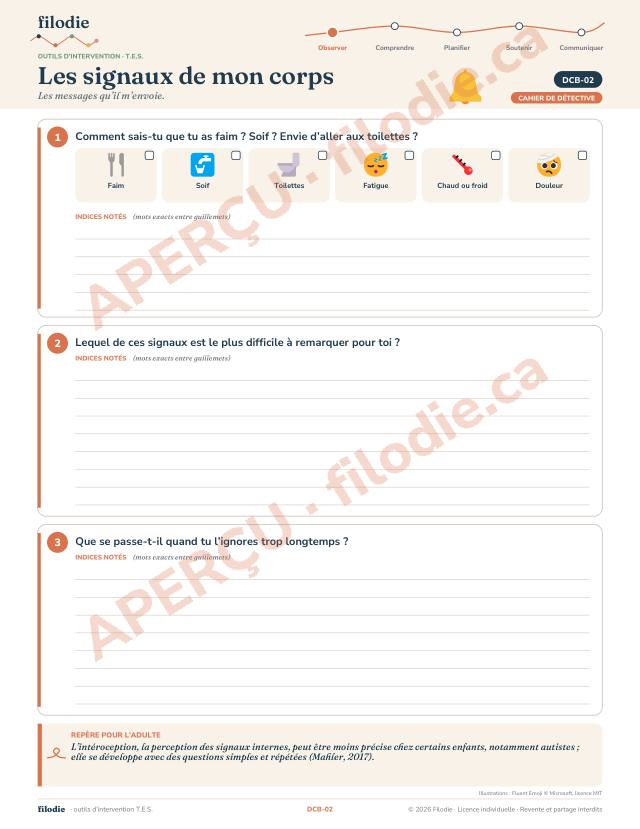 filodie
OUTILS D'INTERVENTION · T.E.S.
Observer
Comprendre
Planifier
Soutenir
Communiquer
Les signaux de mon corps
Les messages qu'il m'envoie.
DCB-02
CAHIER DE DÉTECTIVE
1 Comment sais-tu que tu as faim ? Soif ? Envie d'aller aux toilettes ?
Faim
Soif
Toilettes
Fatigue
Chaud ou froid
Douleur
INDICES NOTÉS (mots exacts entre guillemets)
APERÇU · filodie.ca
2 Lequel de ces signaux est le plus difficile à remarquer pour toi ?
INDICES NOTÉS (mots exacts entre guillemets)
APERÇU · filodie.ca
3 Que se passe-t-il quand tu l'ignores trop longtemps ?
INDICES NOTÉS (mots exacts entre guillemets)
REPÈRE POUR L'ADULTE
L'intéroception, la perception des signaux internes, peut être moins précise chez certains enfants, notamment autistes ;
elle se développe avec des questions simples et répétées (Mahler, 2017).
Illustrations : Fluent Emoji © Microsoft, licence MIT
filodie · outils d'intervention T.E.S.
DCB-02
© 2026 Filodie · Licence individuelle · Revente et partage interdits